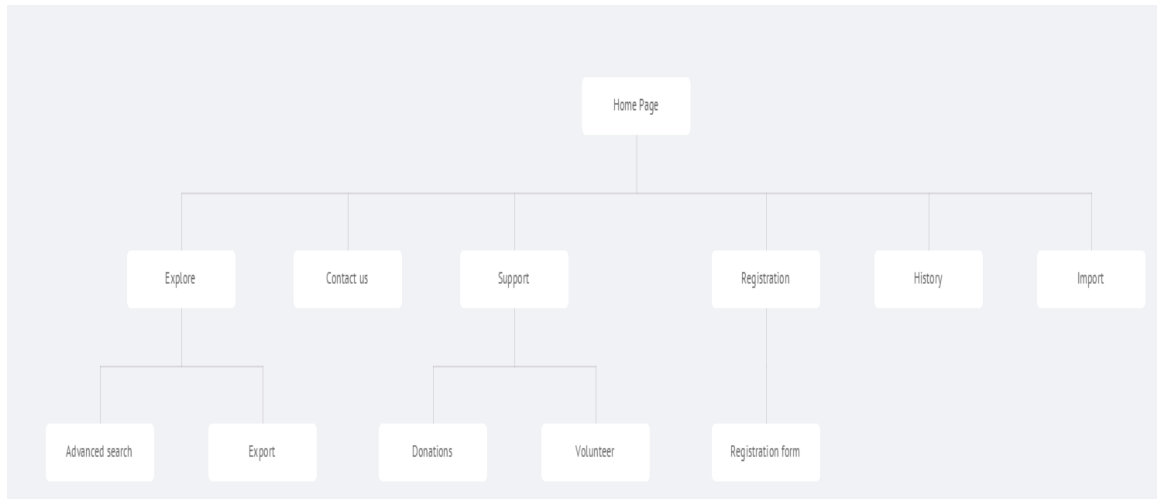 Home Page
Explore
Contact us
Support
Registration
History
Import
Advanced search
Export
Donations
Volunteer
Registration form